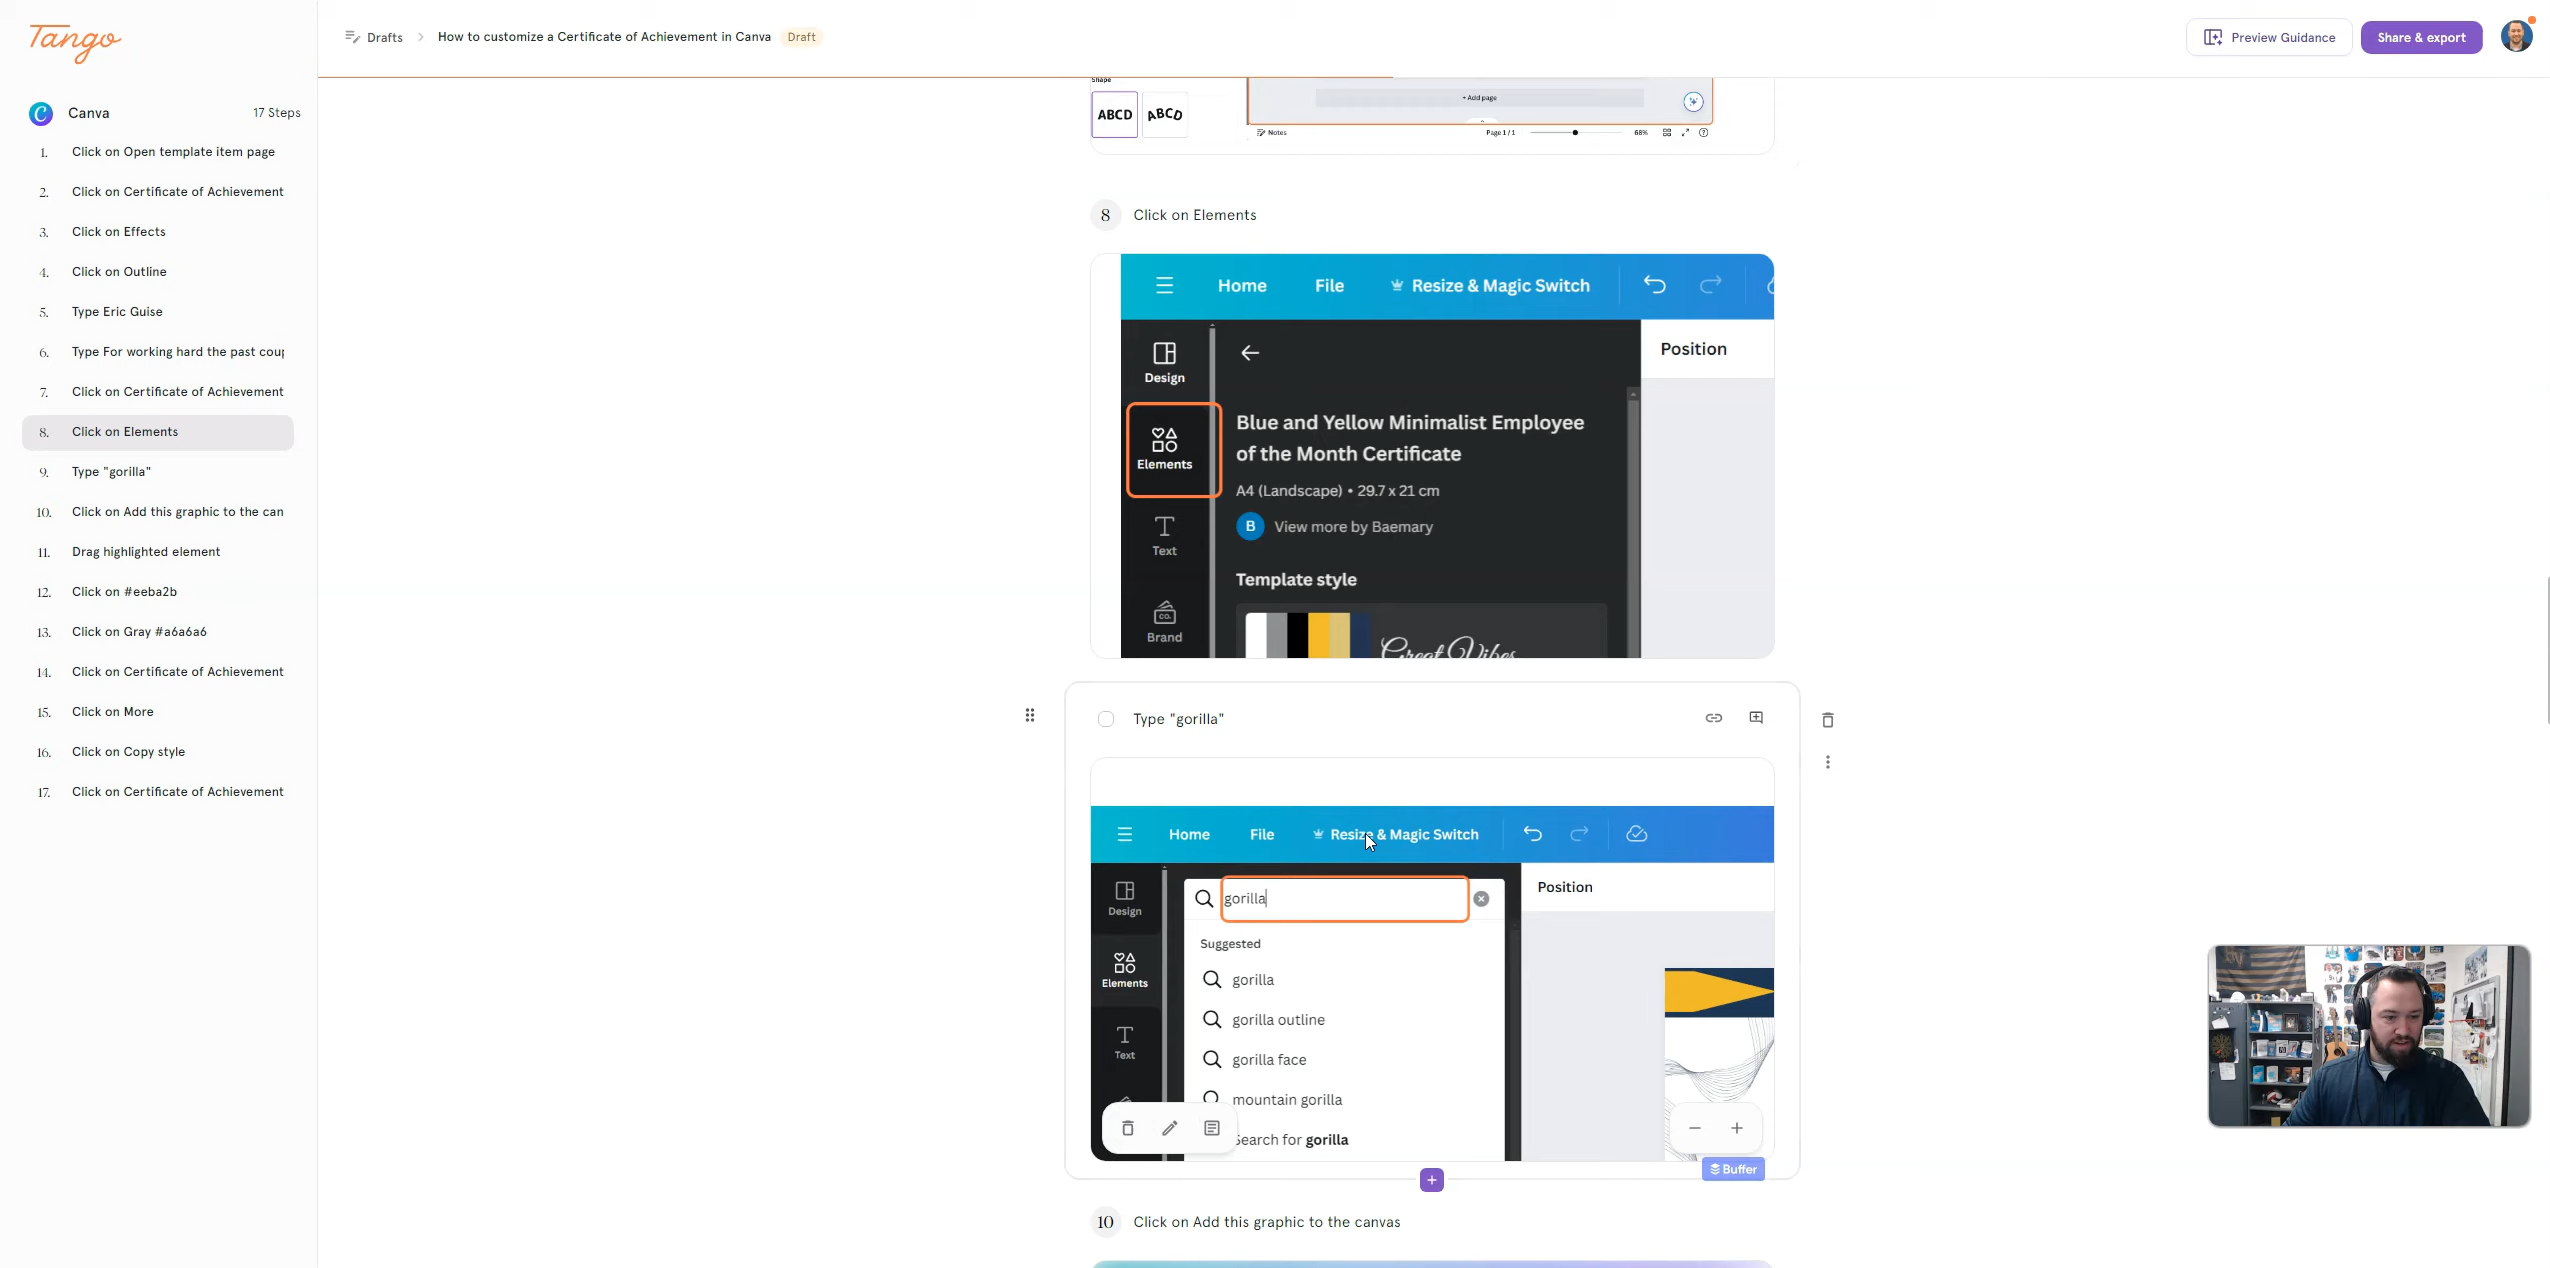 Tango
Drafts > How to customize a Certificate of Achievement in Canva Draft
Preview Guidance
Share & export
Canva 17 Steps
1. Click on Open template item page
2. Click on Certificate of Achievement
3. Click on Effects
4. Click on Outline
5. Type Eric Guise
6. Type For working hard the past coup
7. Click on Certificate of Achievement
8. Click on Elements
9. Type "gorilla"
10. Click on Add this graphic to the can
11. Drag highlighted element
12. Click on #eeba2b
13. Click on Gray #a6a6a6
14. Click on Certificate of Achievement
15. Click on More
16. Click on Copy style
17. Click on Certificate of Achievement
Shape
ABCD ABCD
+ Add page
Notes
Page 1 / 1
68%
8 Click on Elements
Home File Resize & Magic Switch
Design
Elements
Text
CO.
Brand
Position
Blue and Yellow Minimalist Employee
of the Month Certificate
A4 (Landscape) • 29.7 x 21 cm
B View more by Baemary
Template style
Great Vibes
Type "gorilla"
Home File Resize & Magic Switch
Design
Elements
Text
gorilla
Position
Suggested
gorilla
gorilla outline
gorilla face
mountain gorilla
Search for gorilla
Buffer
10 Click on Add this graphic to the canvas